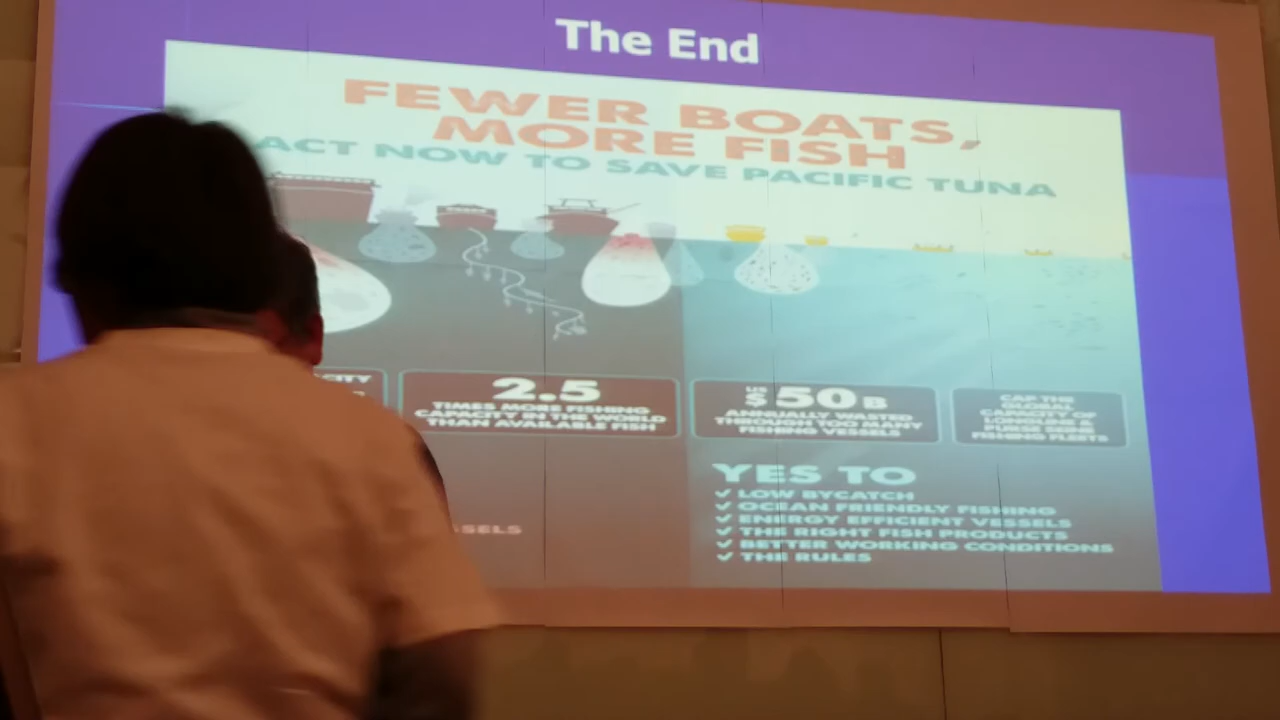 The End
FEWER BOATS,
MORE FISH
ACT NOW TO SAVE PACIFIC TUNA
2.5
TIMES MORE FISHING
CAPACITY IN THE WORLD
THAN AVAILABLE FISH
US
$50B
ANNUALLY WASTED
THROUGH TOO MANY
FISHING VESSELS
CAP THE
GLOBAL
CAPACITY OF
LONGLINE &
PURSE SEINE
FISHING FLEETS
YES TO
✓ LOW BYCATCH
✓ OCEAN FRIENDLY FISHING
✓ ENERGY EFFICIENT VESSELS
✓ THE RIGHT FISH PRODUCTS
✓ BETTER WORKING CONDITIONS
✓ THE RULES